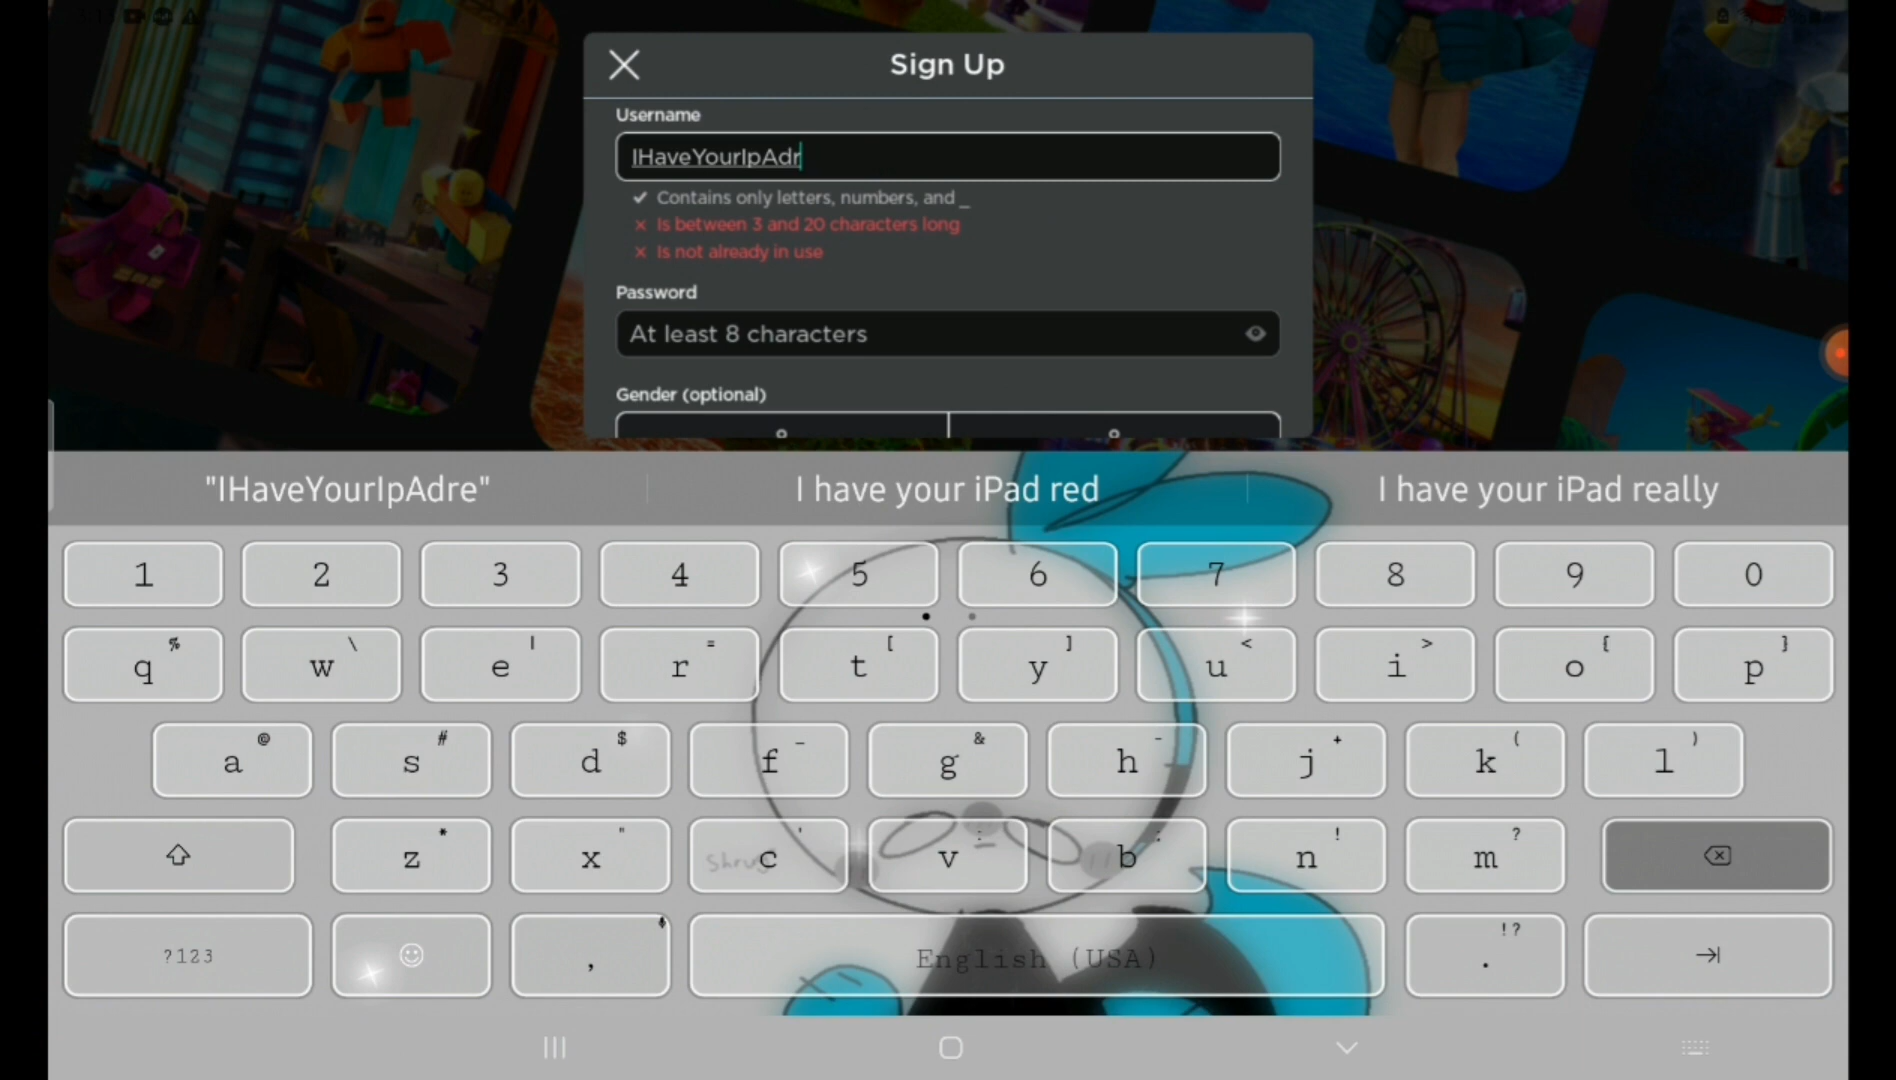 Sign Up
Username
IHaveYourIpAdr
Contains only letters, numbers, and _
Is between 3 and 20 characters long
Is not already in use
Password
At least 8 characters
Gender (optional)
"IHaveYourIpAdre" I have your iPad red I have your iPad really
1 2 3 4 5 6 7 8 9 0
% \ | = [ ] < > { }
q w e r t y u i o p
@ # $ _ & - + ( )
a s d f g h j k l
* " ' : ; ! ?
z x c v b n m
!?
?123 , English (USA) .